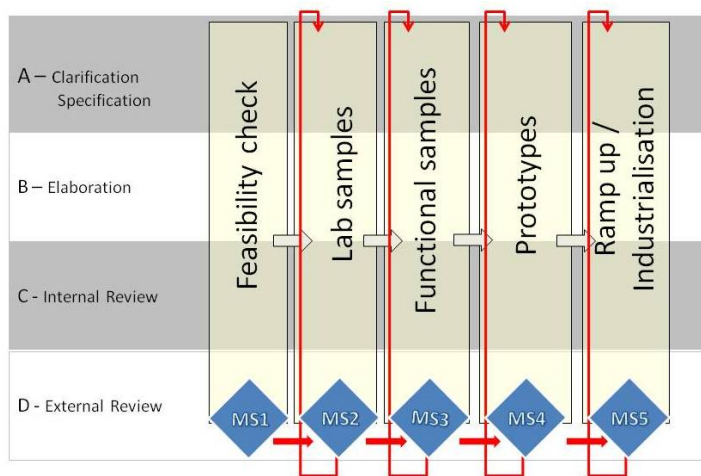 A – Clarification
Specification
B – Elaboration
C - Internal Review
D - External Review
Feasibility check
Lab samples
Functional samples
Prototypes
Ramp up /
Industrialisation
MS1
MS2
MS3
MS4
MS5